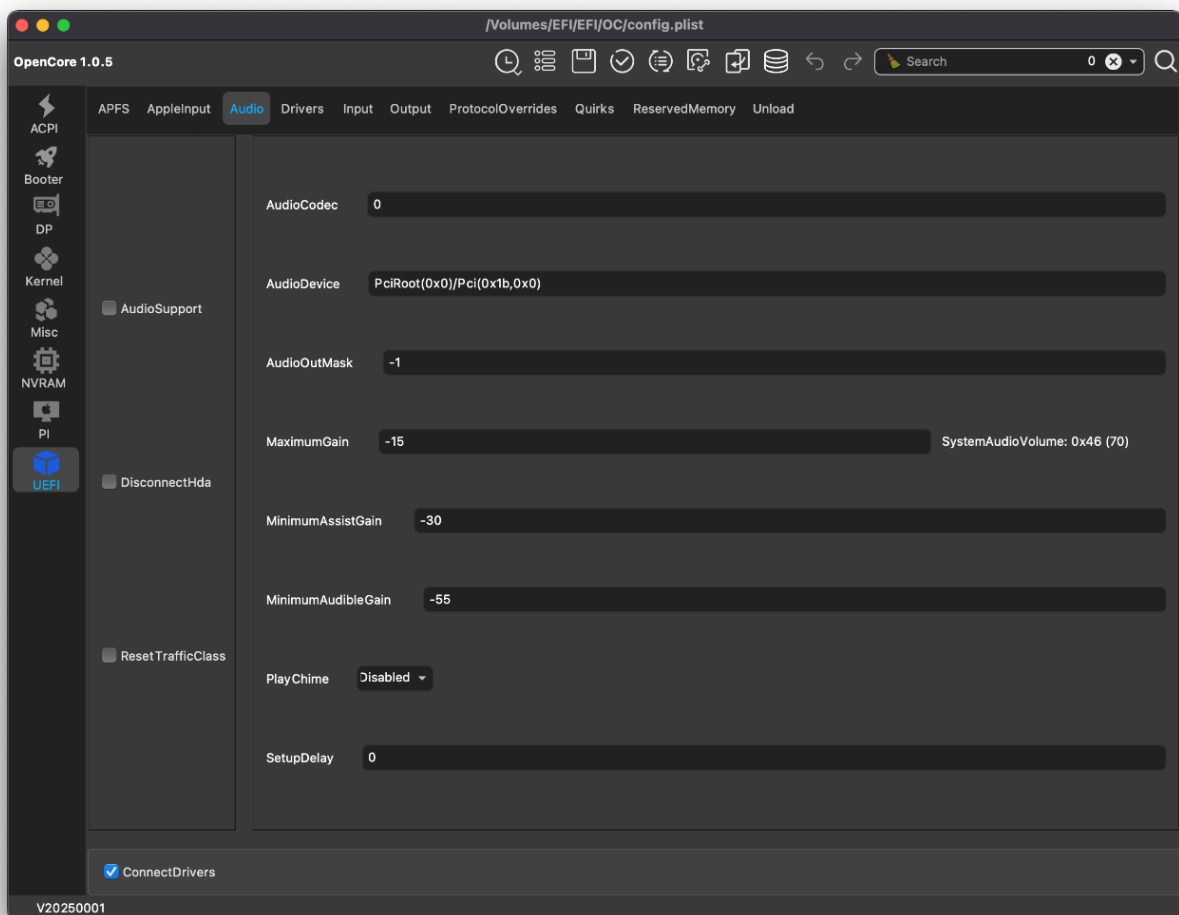 /Volumes/EFI/EFI/OC/config.plist
OpenCore 1.0.5
Search 0
ACPI
Booter
DP
Kernel
Misc
NVRAM
PI
UEFI
APFS AppleInput Audio Drivers Input Output ProtocolOverrides Quirks ReservedMemory Unload
AudioSupport
DisconnectHda
ResetTrafficClass
AudioCodec 0
AudioDevice PciRoot(0x0)/Pci(0x1b,0x0)
AudioOutMask -1
MaximumGain -15 SystemAudioVolume: 0x46 (70)
MinimumAssistGain -30
MinimumAudibleGain -55
PlayChime Disabled
SetupDelay 0
ConnectDrivers
V20250001